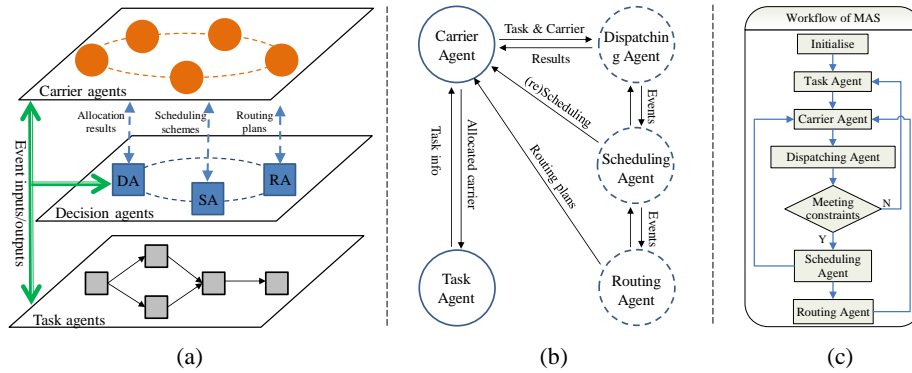 Carrier agents
Allocation
results
Scheduling
schemes
Routing
plans
Event inputs/outputs
DA
SA
RA
Decision agents
Task agents
(a)
Carrier
Agent
Task & Carrier
Results
Dispatchin
g Agent
(re)Scheduling
Events
Task info
Allocated carrier
Scheduling
Agent
Routing plans
Events
Task
Agent
Routing
Agent
(b)
Workflow of MAS
Initialise
Task Agent
Carrier Agent
Dispatching Agent
Meeting
constraints
N
Y
Scheduling
Agent
Routing Agent
(c)